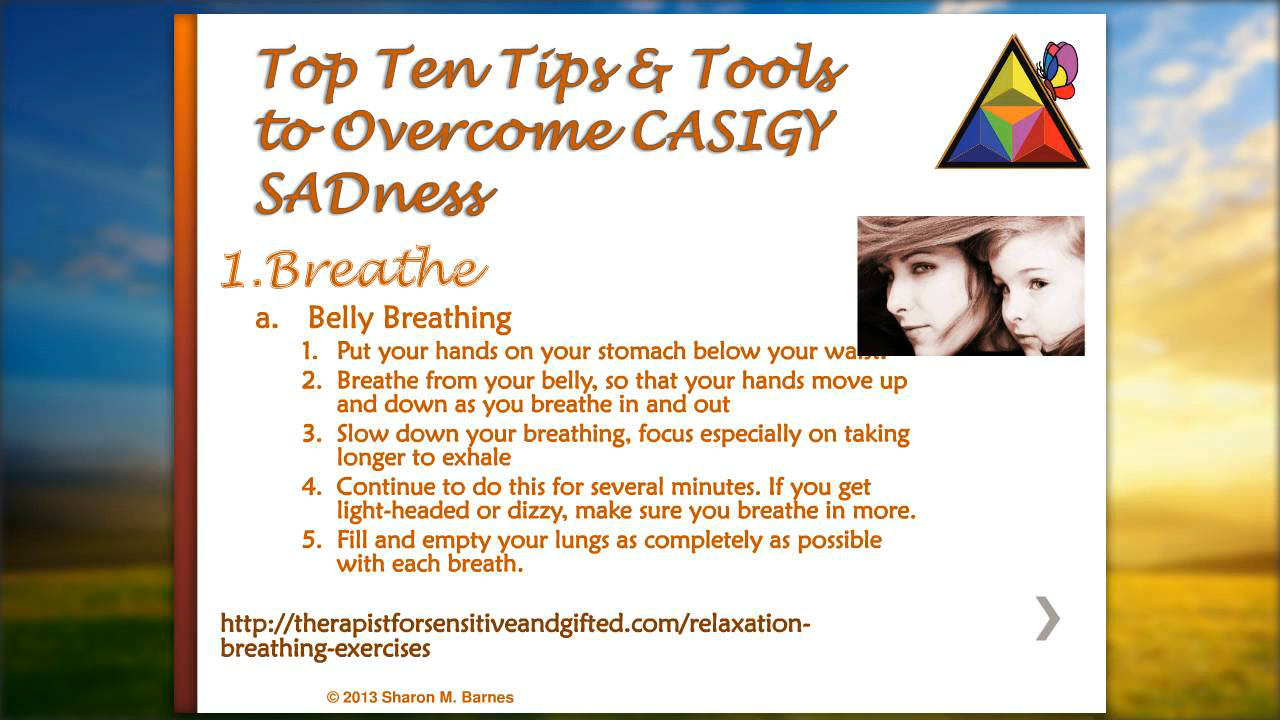 Top Ten Tips & Tools
to Overcome CASIGY
SADness
1.Breathe
a. Belly Breathing
1. Put your hands on your stomach below your waist.
2. Breathe from your belly, so that your hands move up
and down as you breathe in and out
3. Slow down your breathing, focus especially on taking
longer to exhale
4. Continue to do this for several minutes. If you get
light-headed or dizzy, make sure you breathe in more.
5. Fill and empty your lungs as completely as possible
with each breath.
http://therapistforsensitiveandgifted.com/relaxation-
breathing-exercises
© 2013 Sharon M. Barnes